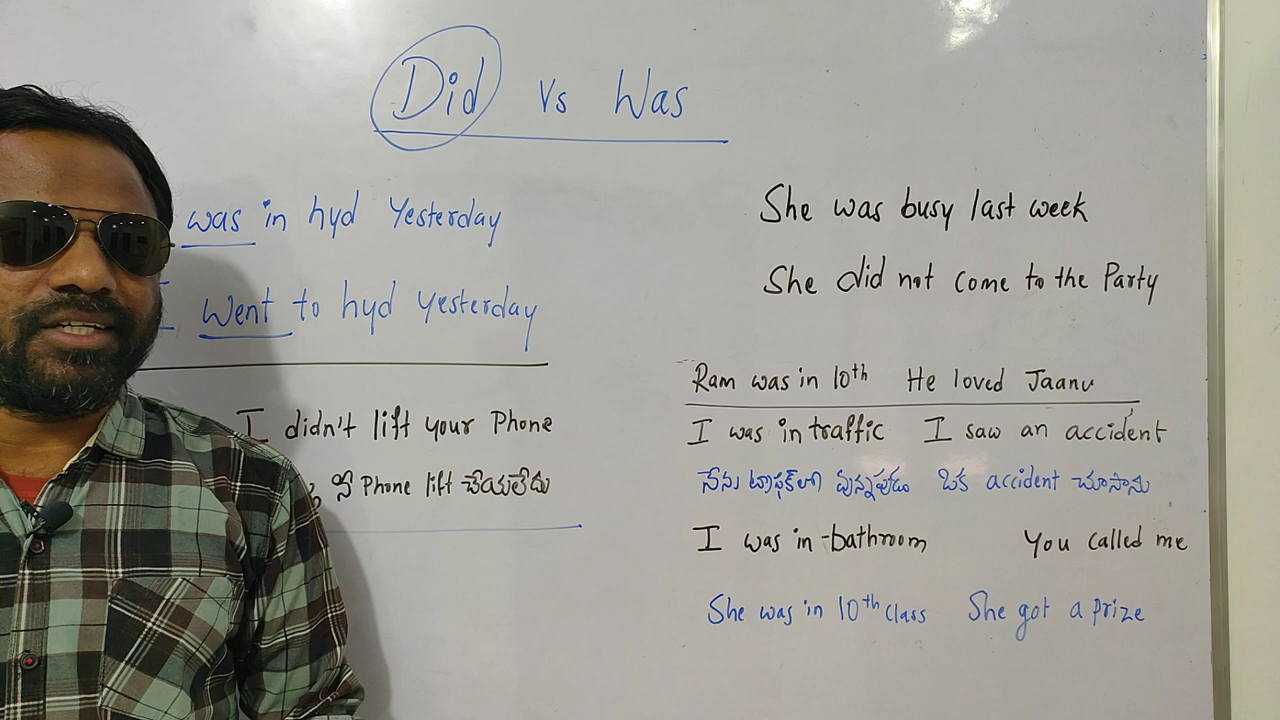 Did vs Was
was in hyd Yesterday
Went to hyd yesterday
I didn't lift your Phone
నీ Phone lift చేయలేదు
She was busy last week
She did not come to the Party
Ram was in 10th He loved Jaanu
I was in traffic I saw an accident
నేను ట్రాఫిక్‌లో వున్నపుడు ఒక accident చూసాను
I was in bathroom You called me
She was in 10th class She got a prize